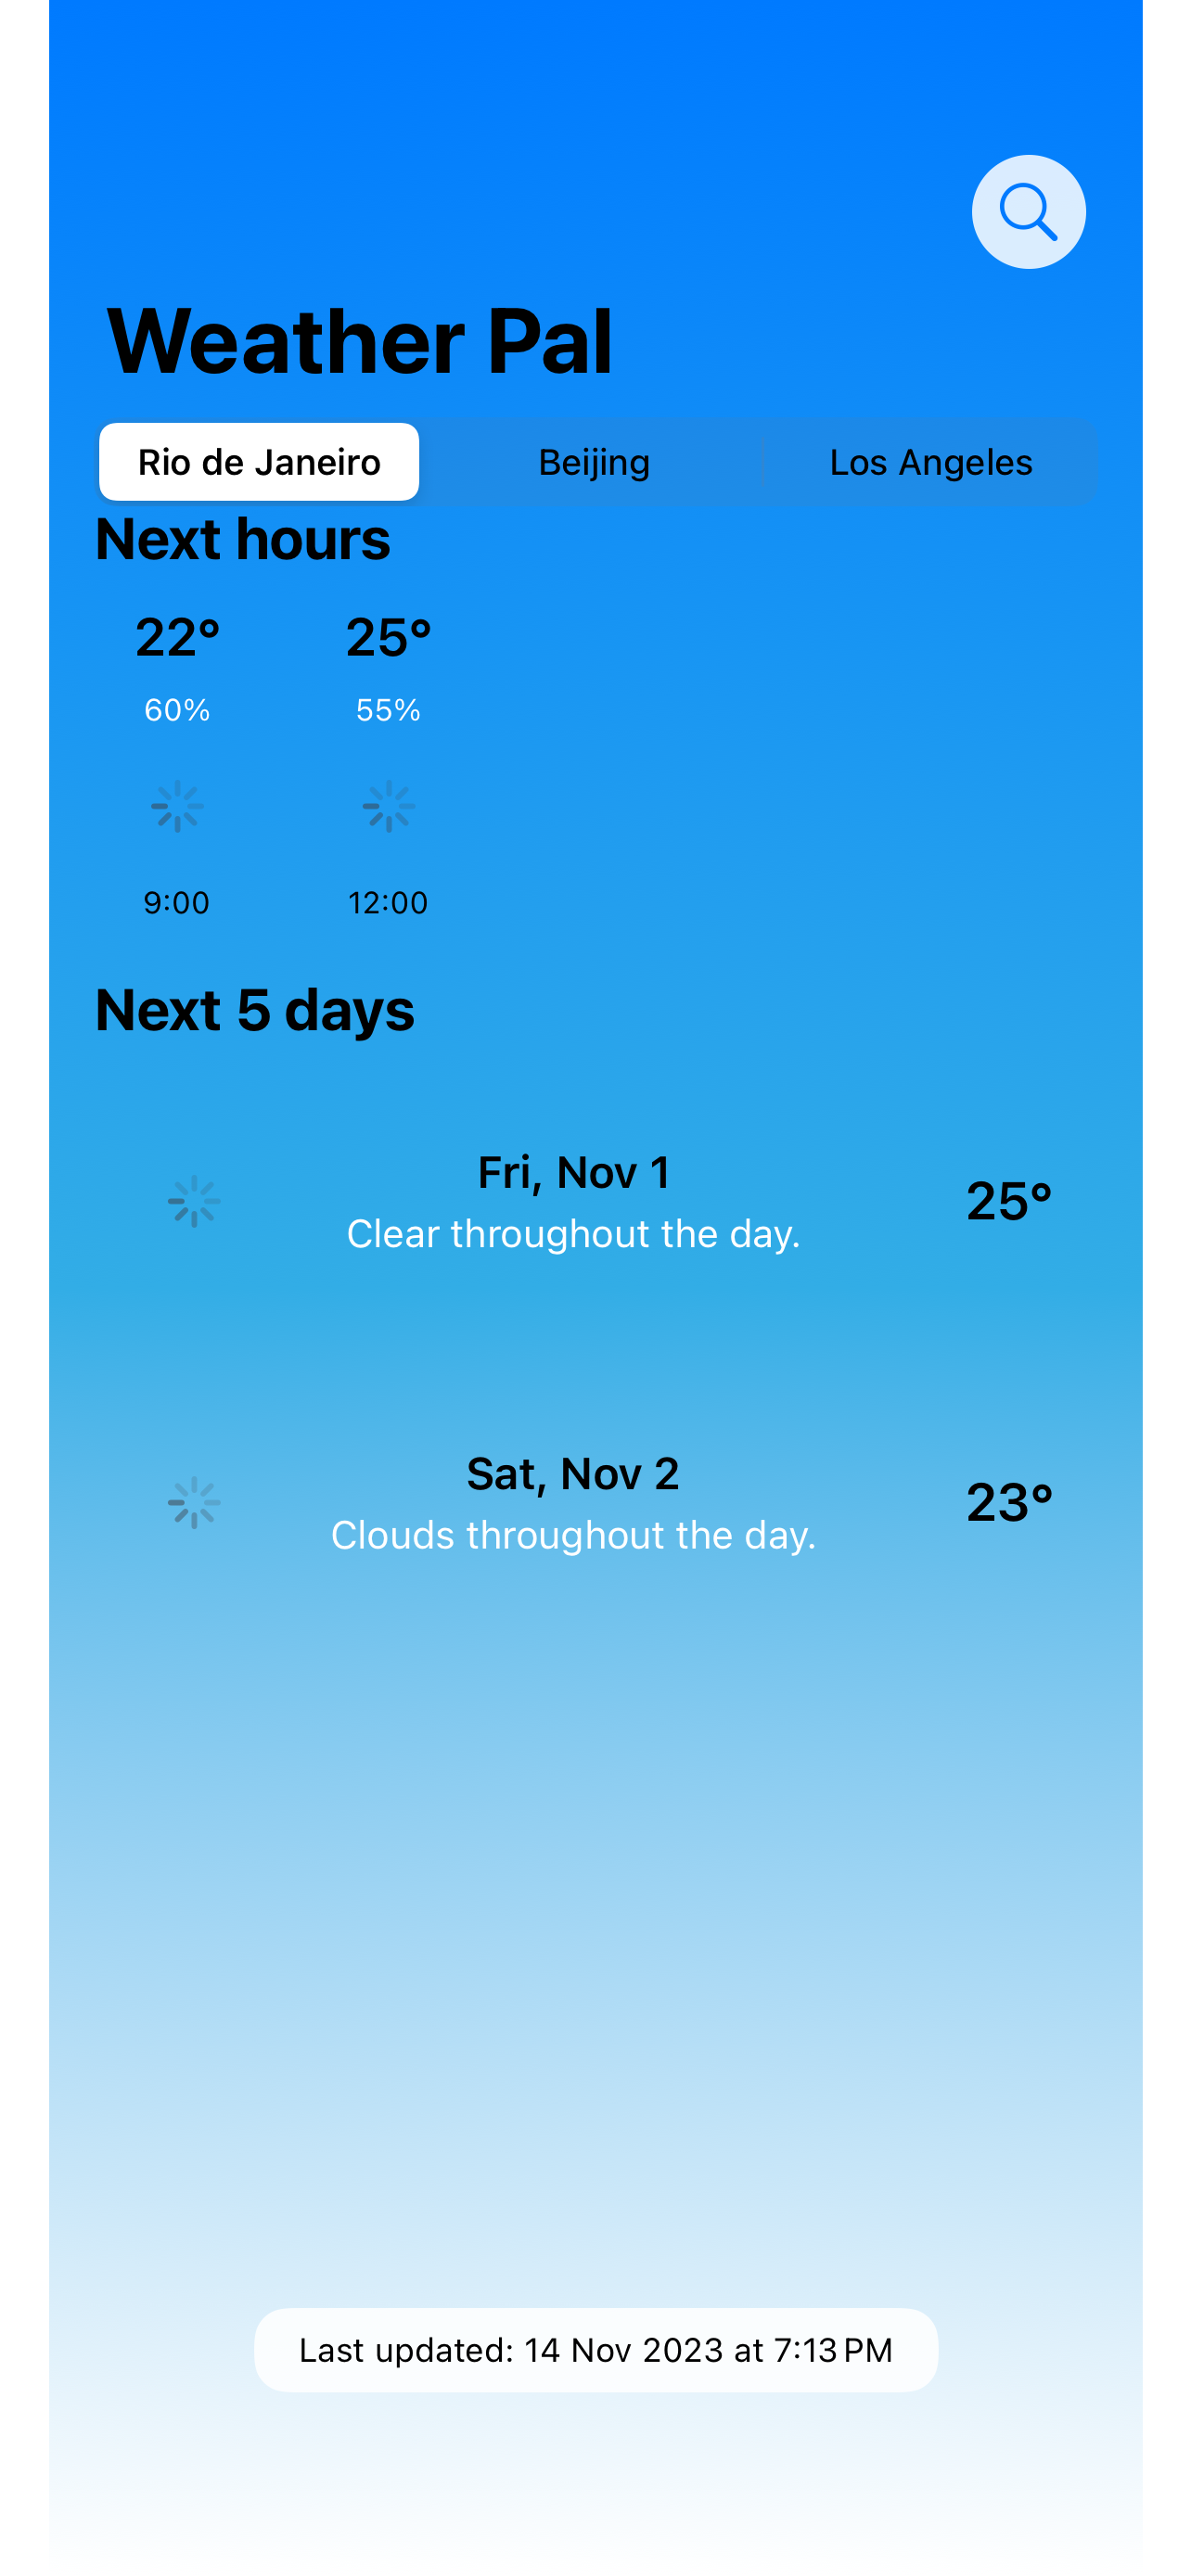 Weather Pal
Rio de Janeiro Beijing Los Angeles
Next hours
22° 25°
60% 55%
9:00 12:00
Next 5 days
Fri, Nov 1
Clear throughout the day.
25°
Sat, Nov 2
Clouds throughout the day.
23°
Last updated: 14 Nov 2023 at 7:13 PM